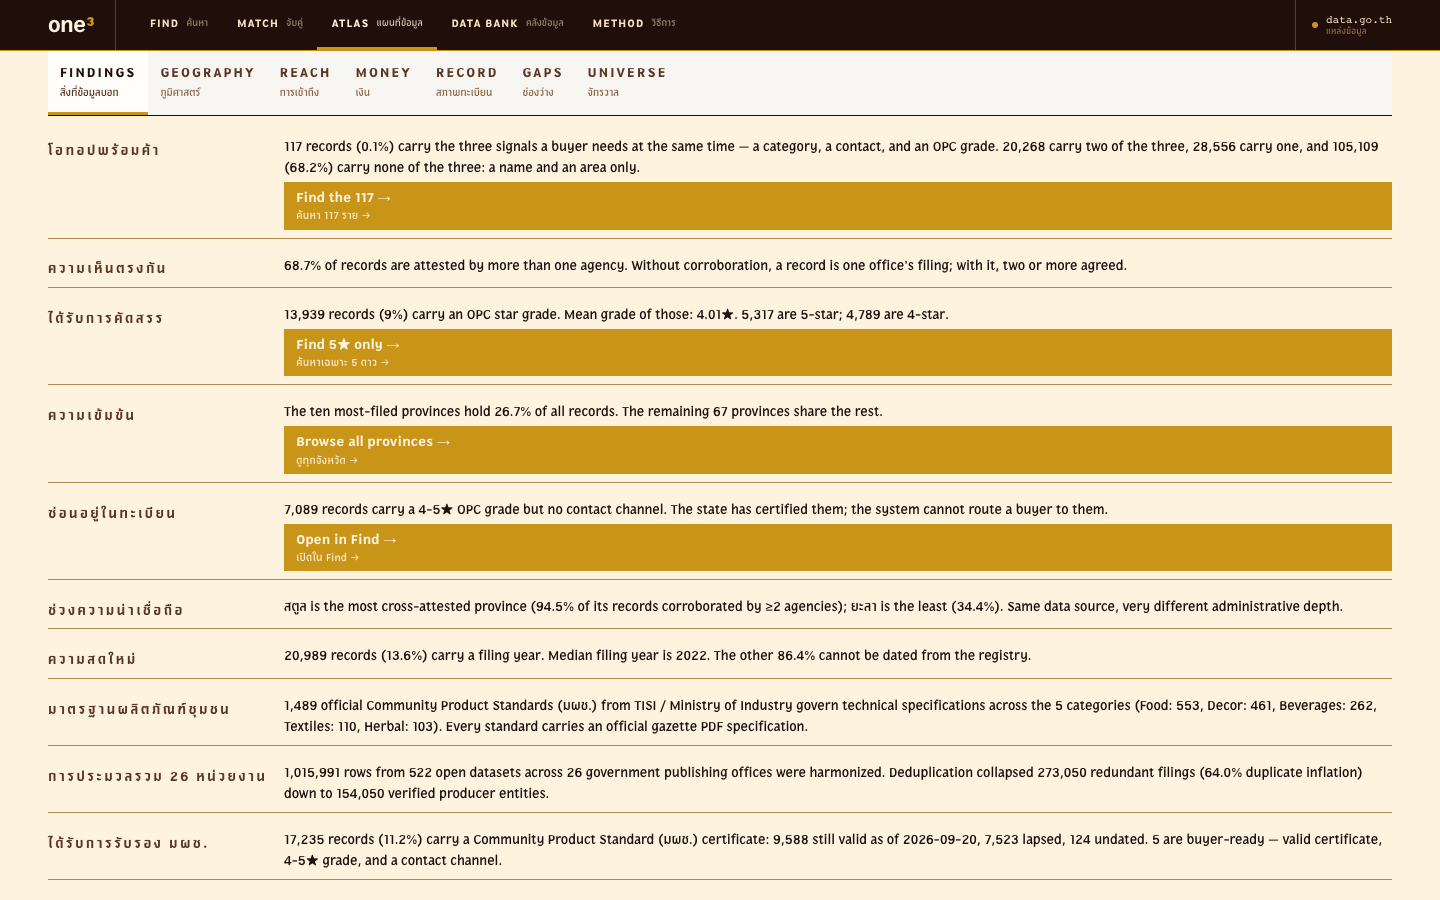 one³
FIND ค้นหา
MATCH จับคู่
ATLAS แผนที่ข้อมูล
DATA BANK คลังข้อมูล
METHOD วิธีการ
data.go.th
แหล่งข้อมูล
FINDINGS
สิ่งที่ข้อมูลบอก
GEOGRAPHY
ภูมิศาสตร์
REACH
การเข้าถึง
MONEY
เงิน
RECORD
สภาพทะเบียน
GAPS
ช่องว่าง
UNIVERSE
จักรวาล
โอทอปพร้อมค้า
117 records (0.1%) carry the three signals a buyer needs at the same time — a category, a contact, and an OPC grade. 20,268 carry two of the three, 28,556 carry one, and 105,109
(68.2%) carry none of the three: a name and an area only.
Find the 117 →
ค้นหา 117 ราย →
ความเห็นตรงกัน
68.7% of records are attested by more than one agency. Without corroboration, a record is one office's filing; with it, two or more agreed.
ได้รับการคัดสรร
13,939 records (9%) carry an OPC star grade. Mean grade of those: 4.01★. 5,317 are 5-star; 4,789 are 4-star.
Find 5★ only →
ค้นหาเฉพาะ 5 ดาว →
ความเข้มข้น
The ten most-filed provinces hold 26.7% of all records. The remaining 67 provinces share the rest.
Browse all provinces →
ดูทุกจังหวัด →
ซ่อนอยู่ในทะเบียน
7,089 records carry a 4-5★ OPC grade but no contact channel. The state has certified them; the system cannot route a buyer to them.
Open in Find →
เปิดใน Find →
ช่วงความน่าเชื่อถือ
สตูล is the most cross-attested province (94.5% of its records corroborated by ≥2 agencies); ยะลา is the least (34.4%). Same data source, very different administrative depth.
ความสดใหม่
20,989 records (13.6%) carry a filing year. Median filing year is 2022. The other 86.4% cannot be dated from the registry.
มาตรฐานผลิตภัณฑ์ชุมชน
1,489 official Community Product Standards (มผช.) from TISI / Ministry of Industry govern technical specifications across the 5 categories (Food: 553, Decor: 461, Beverages: 262,
Textiles: 110, Herbal: 103). Every standard carries an official gazette PDF specification.
การประมวลรวม 26 หน่วยงาน
1,015,991 rows from 522 open datasets across 26 government publishing offices were harmonized. Deduplication collapsed 273,050 redundant filings (64.0% duplicate inflation)
down to 154,050 verified producer entities.
ได้รับการรับรอง มผช.
17,235 records (11.2%) carry a Community Product Standard (มผช.) certificate: 9,588 still valid as of 2026-09-20, 7,523 lapsed, 124 undated. 5 are buyer-ready — valid certificate,
4-5★ grade, and a contact channel.